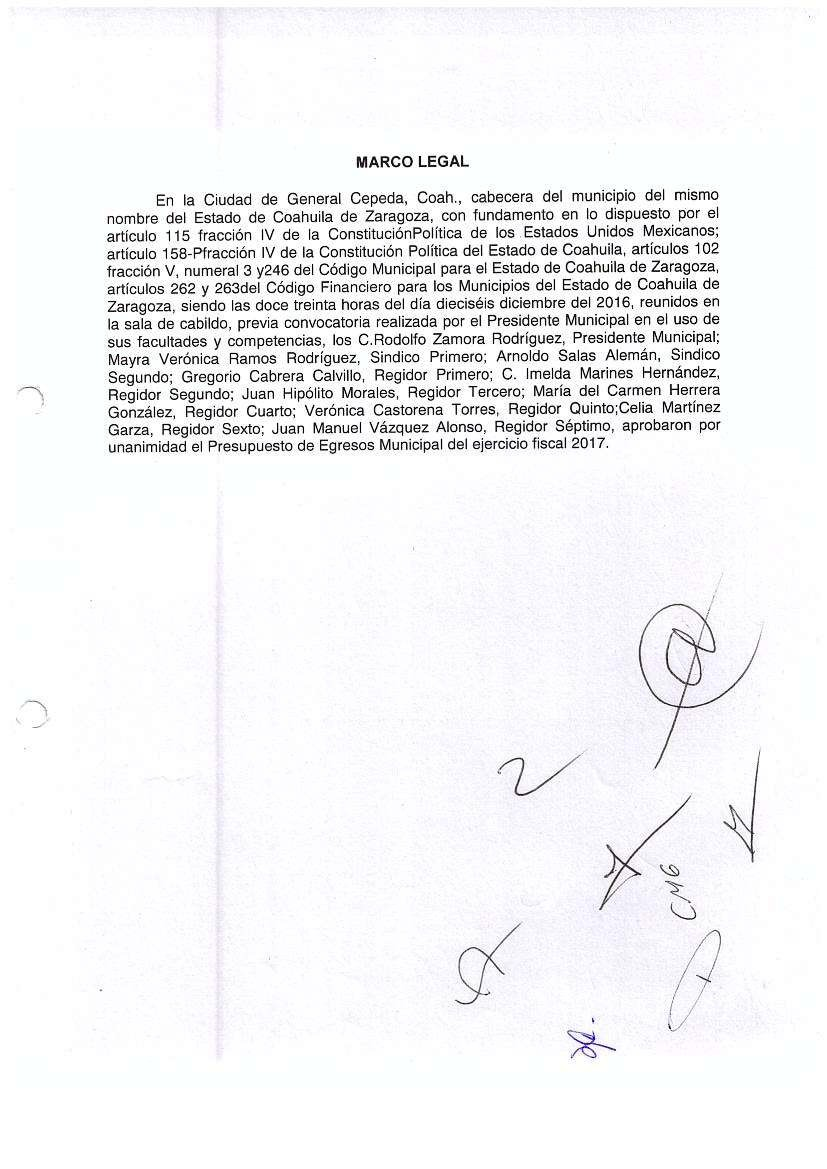 MARCO LEGAL
En la Ciudad de General Cepeda, Coah., cabecera del municipio del mismo
nombre del Estado de Coahuila de Zaragoza, con fundamento en lo dispuesto por el
artículo 115 fracción IV de la ConstituciónPolítica de los Estados Unidos Mexicanos;
artículo 158-Pfracción IV de la Constitución Política del Estado de Coahuila, artículos 102
fracción V, numeral 3 y246 del Código Municipal para el Estado de Coahuila de Zaragoza,
artículos 262 y 263del Código Financiero para los Municipios del Estado de Coahuila de
Zaragoza, siendo las doce treinta horas del día dieciséis diciembre del 2016, reunidos en
la sala de cabildo, previa convocatoria realizada por el Presidente Municipal en el uso de
sus facultades y competencias, los C.Rodolfo Zamora Rodríguez, Presidente Municipal;
Mayra Verónica Ramos Rodríguez, Sindico Primero; Arnoldo Salas Alemán, Sindico
Segundo; Gregorio Cabrera Calvillo, Regidor Primero; C. Imelda Marines Hernández,
Regidor Segundo; Juan Hipólito Morales, Regidor Tercero; María del Carmen Herrera
González, Regidor Cuarto; Verónica Castorena Torres, Regidor Quinto;Celia Martínez
Garza, Regidor Sexto; Juan Manuel Vázquez Alonso, Regidor Séptimo, aprobaron por
unanimidad el Presupuesto de Egresos Municipal del ejercicio fiscal 2017.
CMG